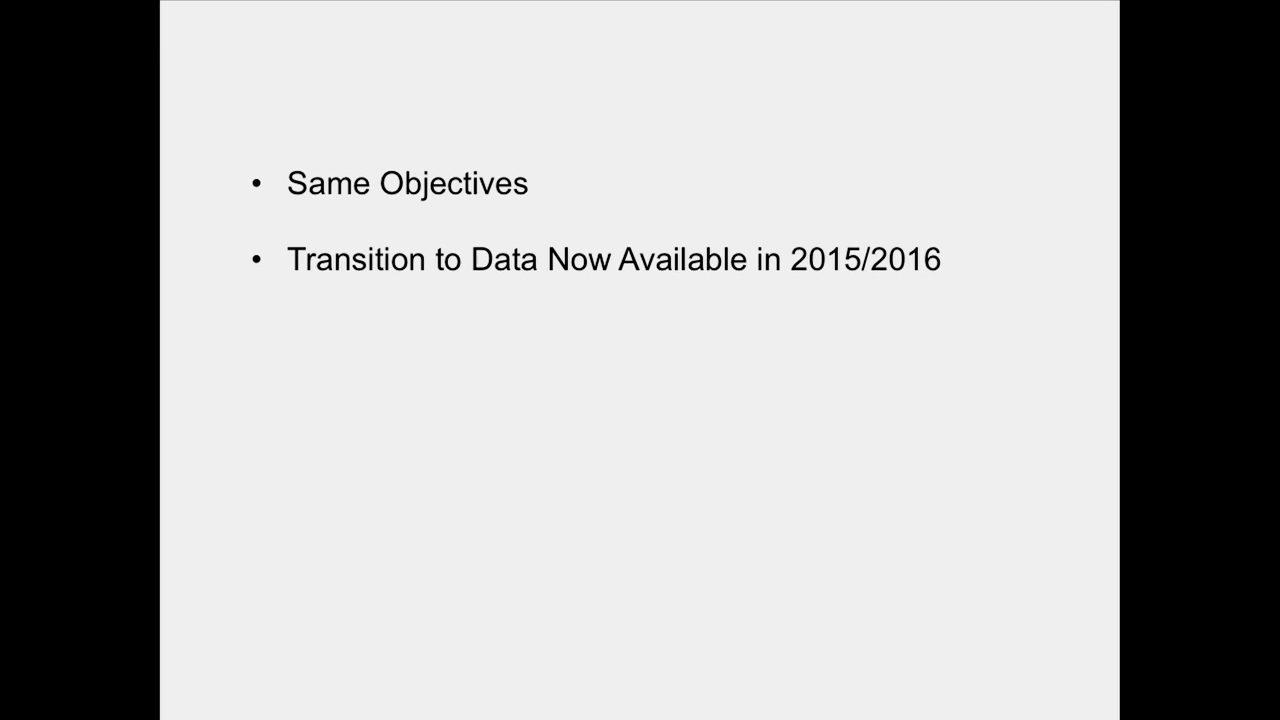 • Same Objectives
• Transition to Data Now Available in 2015/2016